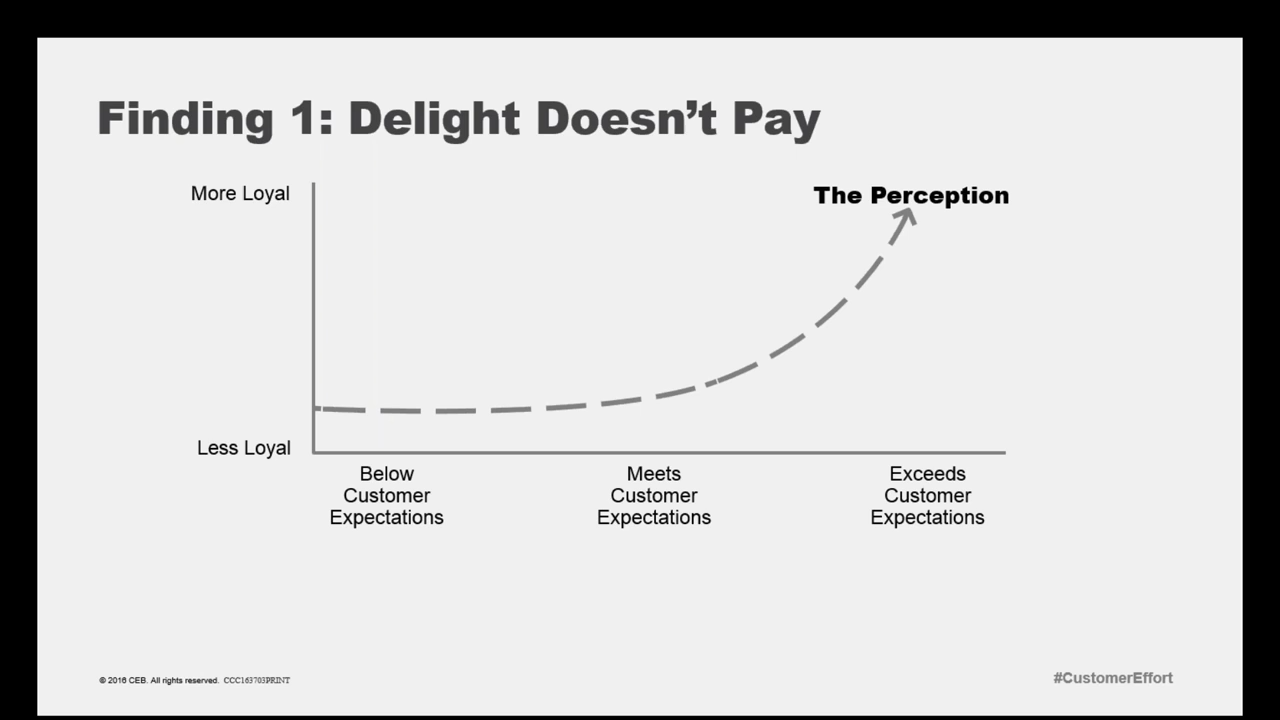 Finding 1: Delight Doesn’t Pay
More Loyal
The Perception
Less Loyal
Below
Customer
Expectations
Meets
Customer
Expectations
Exceeds
Customer
Expectations
© 2016 CEB. All rights reserved. CCC163703PRINT
#CustomerEffort